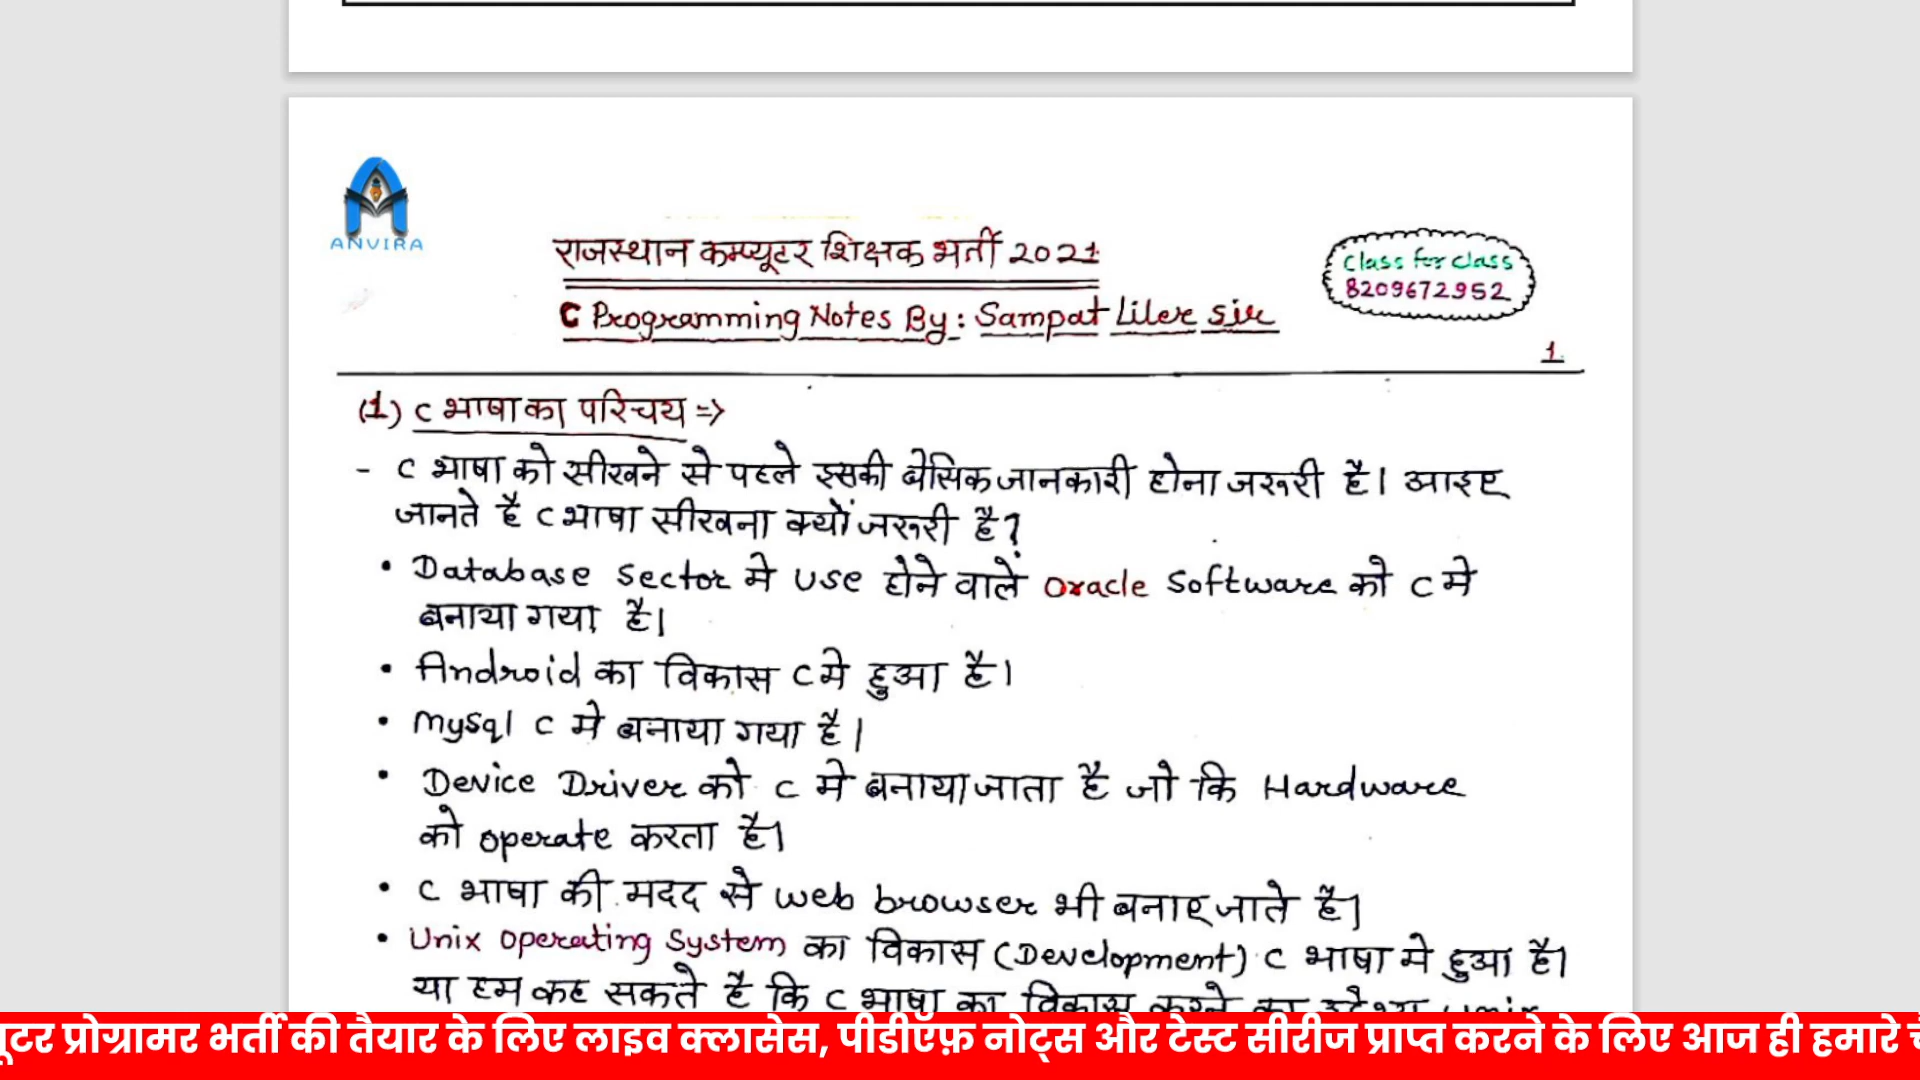 ANVIRA
राजस्थान कम्प्यूटर शिक्षक भर्ती 2021
Class for class
8209672952
C Programming Notes By: Sampat Liler sir
1
(1) C भाषा का परिचय =>
- C भाषा को सीखने से पहले इसकी बेसिक जानकारी होना जरूरी है। आइए
जानते है C भाषा सीखना क्यों जरूरी है?
• Database Sector मे use होने वाले Oracle Software को C मे
बनाया गया है।
• Android का विकास C मे हुआ है।
• Mysql C मे बनाया गया है।
• Device Driver को C मे बनाया जाता है जो कि Hardware
को operate करता है।
• C भाषा की मदद से web browser भी बनाए जाते है।
• Unix Operating System का विकास (Development) C भाषा मे हुआ है।
या हम कह सकते है कि C भाषा का विकास करने का उद्देश्य unix
प्रोग्रामर भर्ती की तैयार के लिए लाइव क्लासेस, पीडीएफ़ नोट्स और टेस्ट सीरीज प्राप्त करने के लिए आज ही हमारे